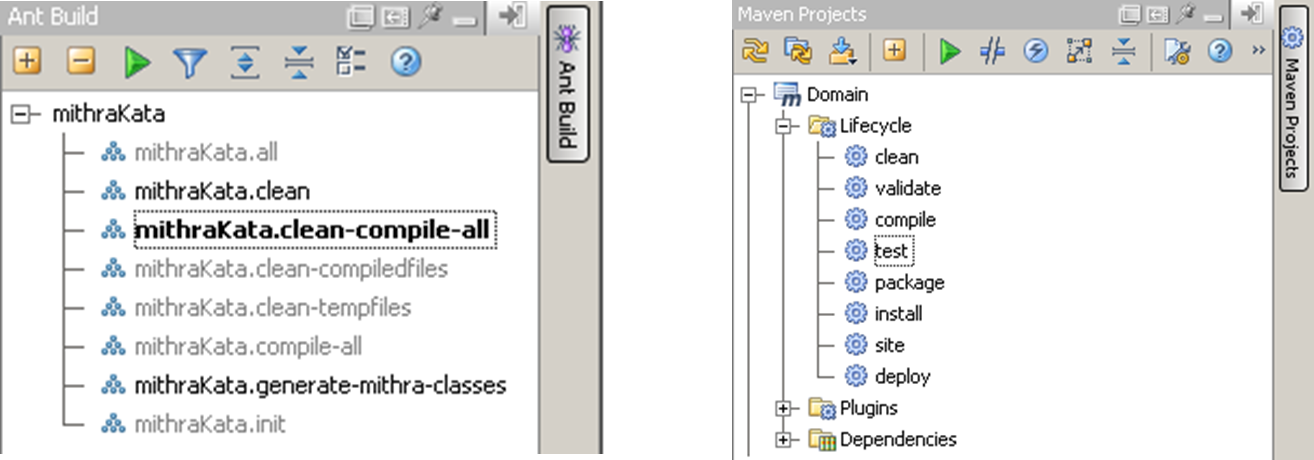 Ant Build
mithraKata
mithraKata.all
mithraKata.clean
mithraKata.clean-compile-all
mithraKata.clean-compiledfiles
mithraKata.clean-tempfiles
mithraKata.compile-all
mithraKata.generate-mithra-classes
mithraKata.init
Ant Build
Maven Projects
Domain
Lifecycle
clean
validate
compile
test
package
install
site
deploy
Plugins
Dependencies
Maven Projects